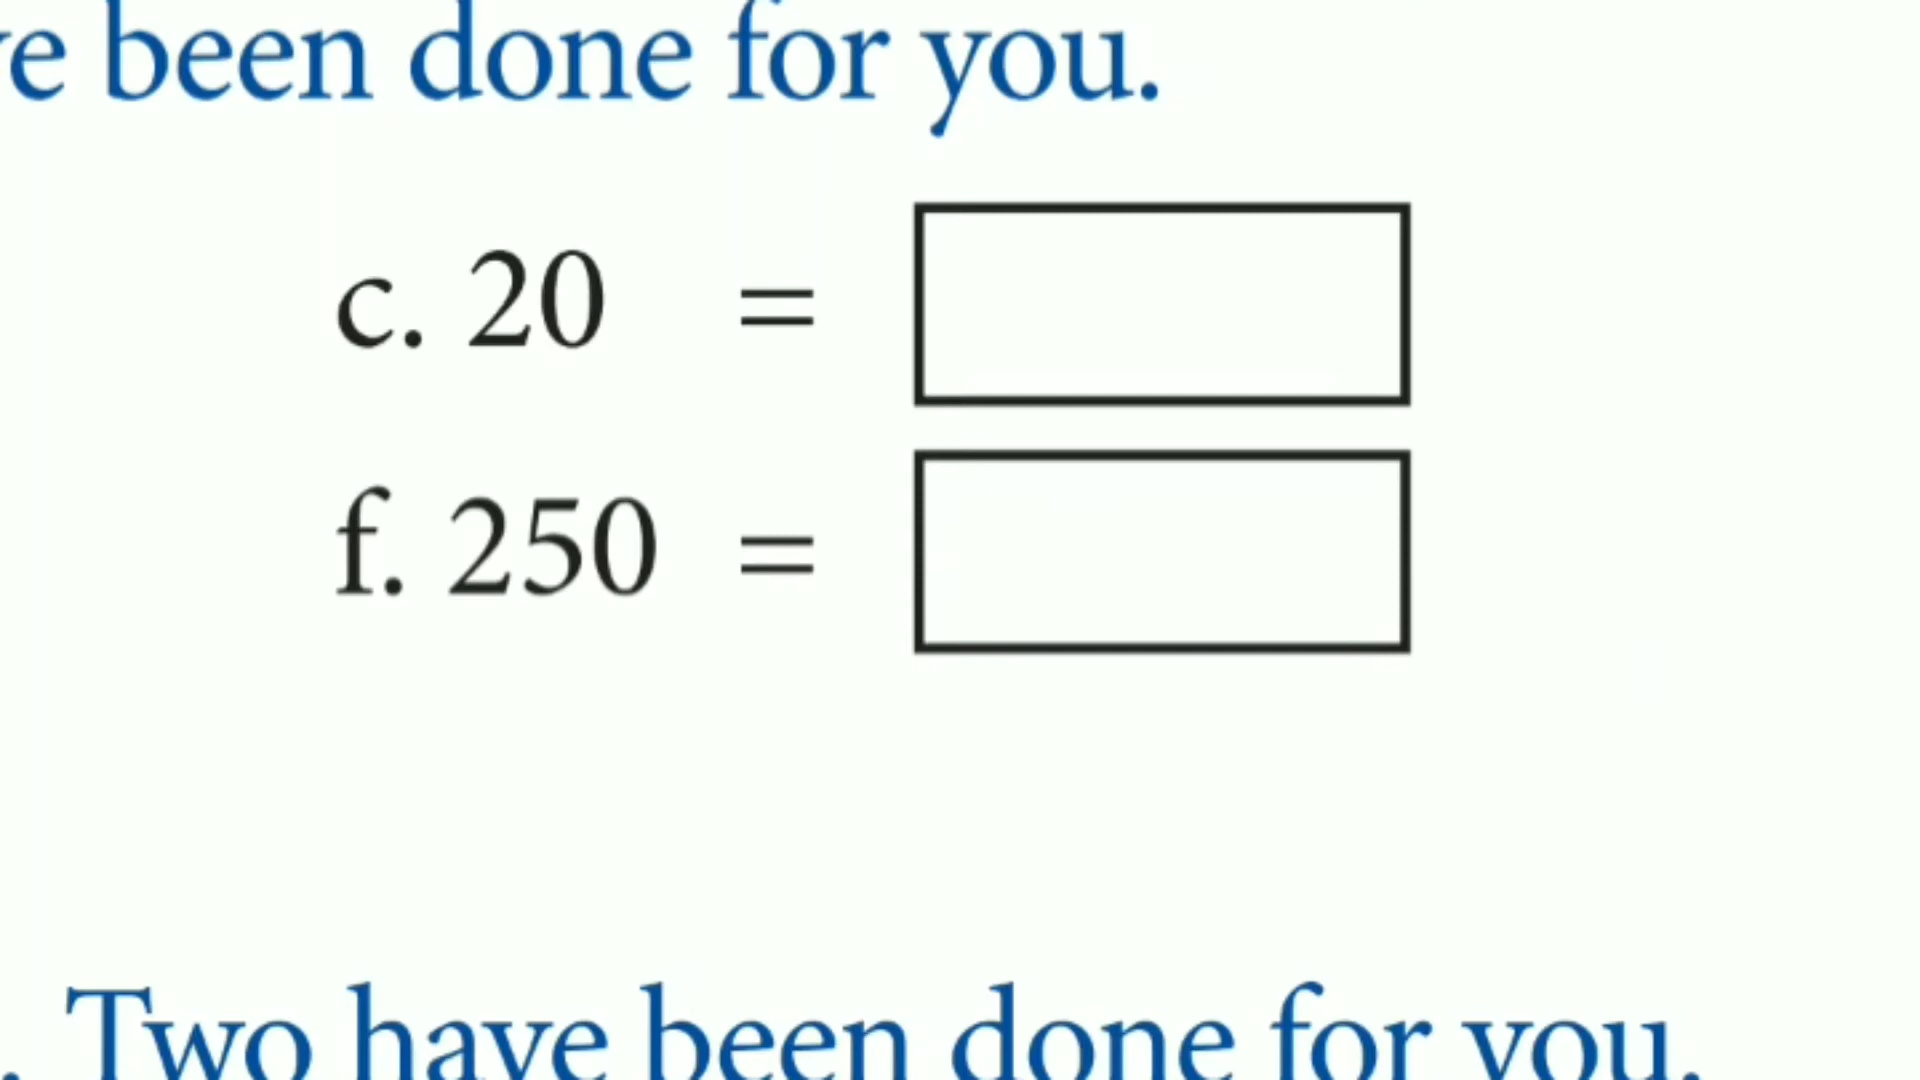 e been done for you.
c. 20 =
f. 250 =
. Two have been done for you.